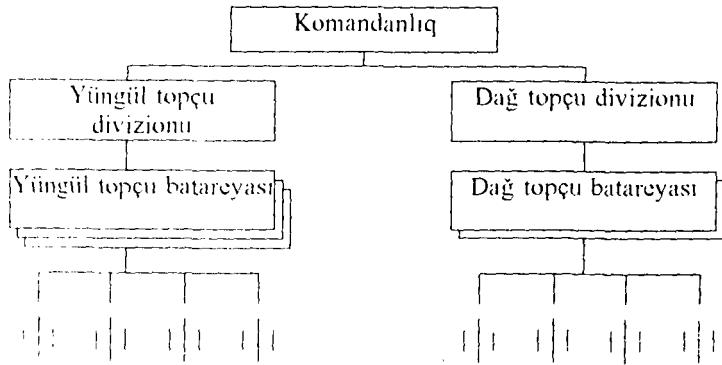 Komandanlıq
Yüngül topçu
divizionu
Dağ topçu divizionu
Yüngül topçu batareyası
Dağ topçu batareyası